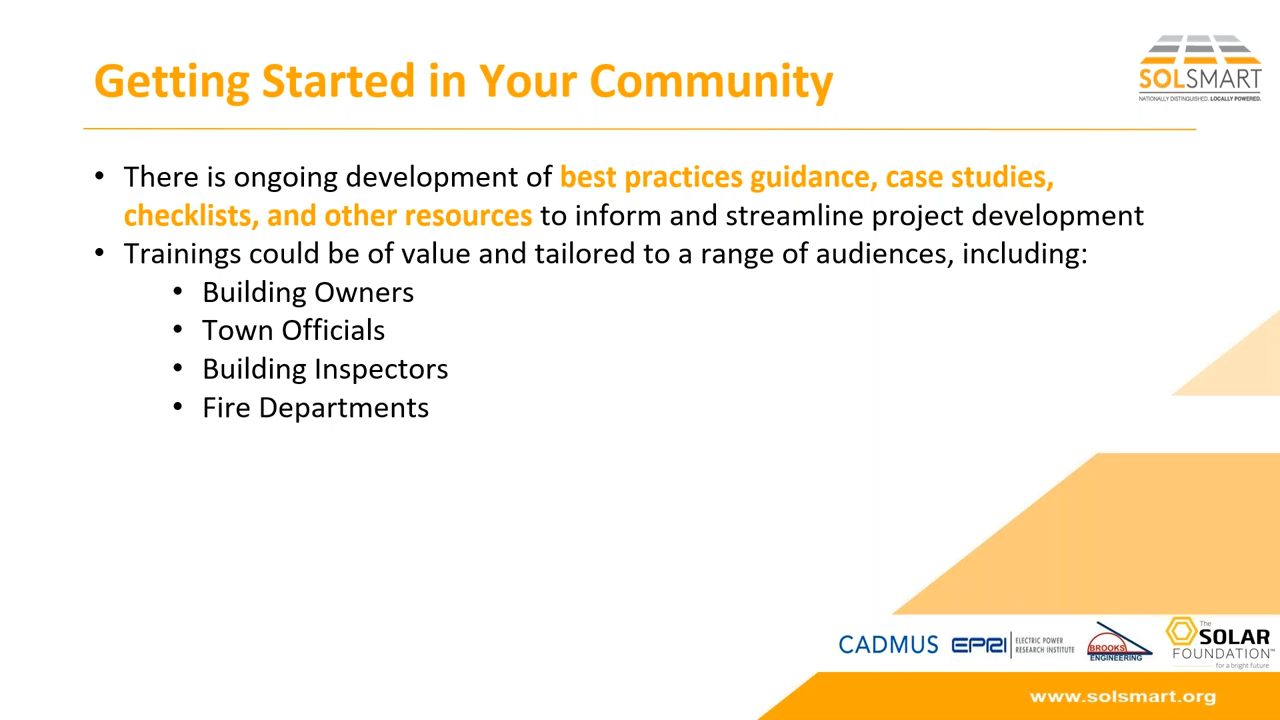 Getting Started in Your Community
SOLSMART
NATIONALLY DISTINGUISHED. LOCALLY POWERED.
• There is ongoing development of best practices guidance, case studies,
checklists, and other resources to inform and streamline project development
• Trainings could be of value and tailored to a range of audiences, including:
• Building Owners
• Town Officials
• Building Inspectors
• Fire Departments
CADMUS
EPRI
ELECTRIC POWER
RESEARCH INSTITUTE
BROOKS
ENGINEERING
The
SOLAR
FOUNDATION™
for a bright future
www.solsmart.org